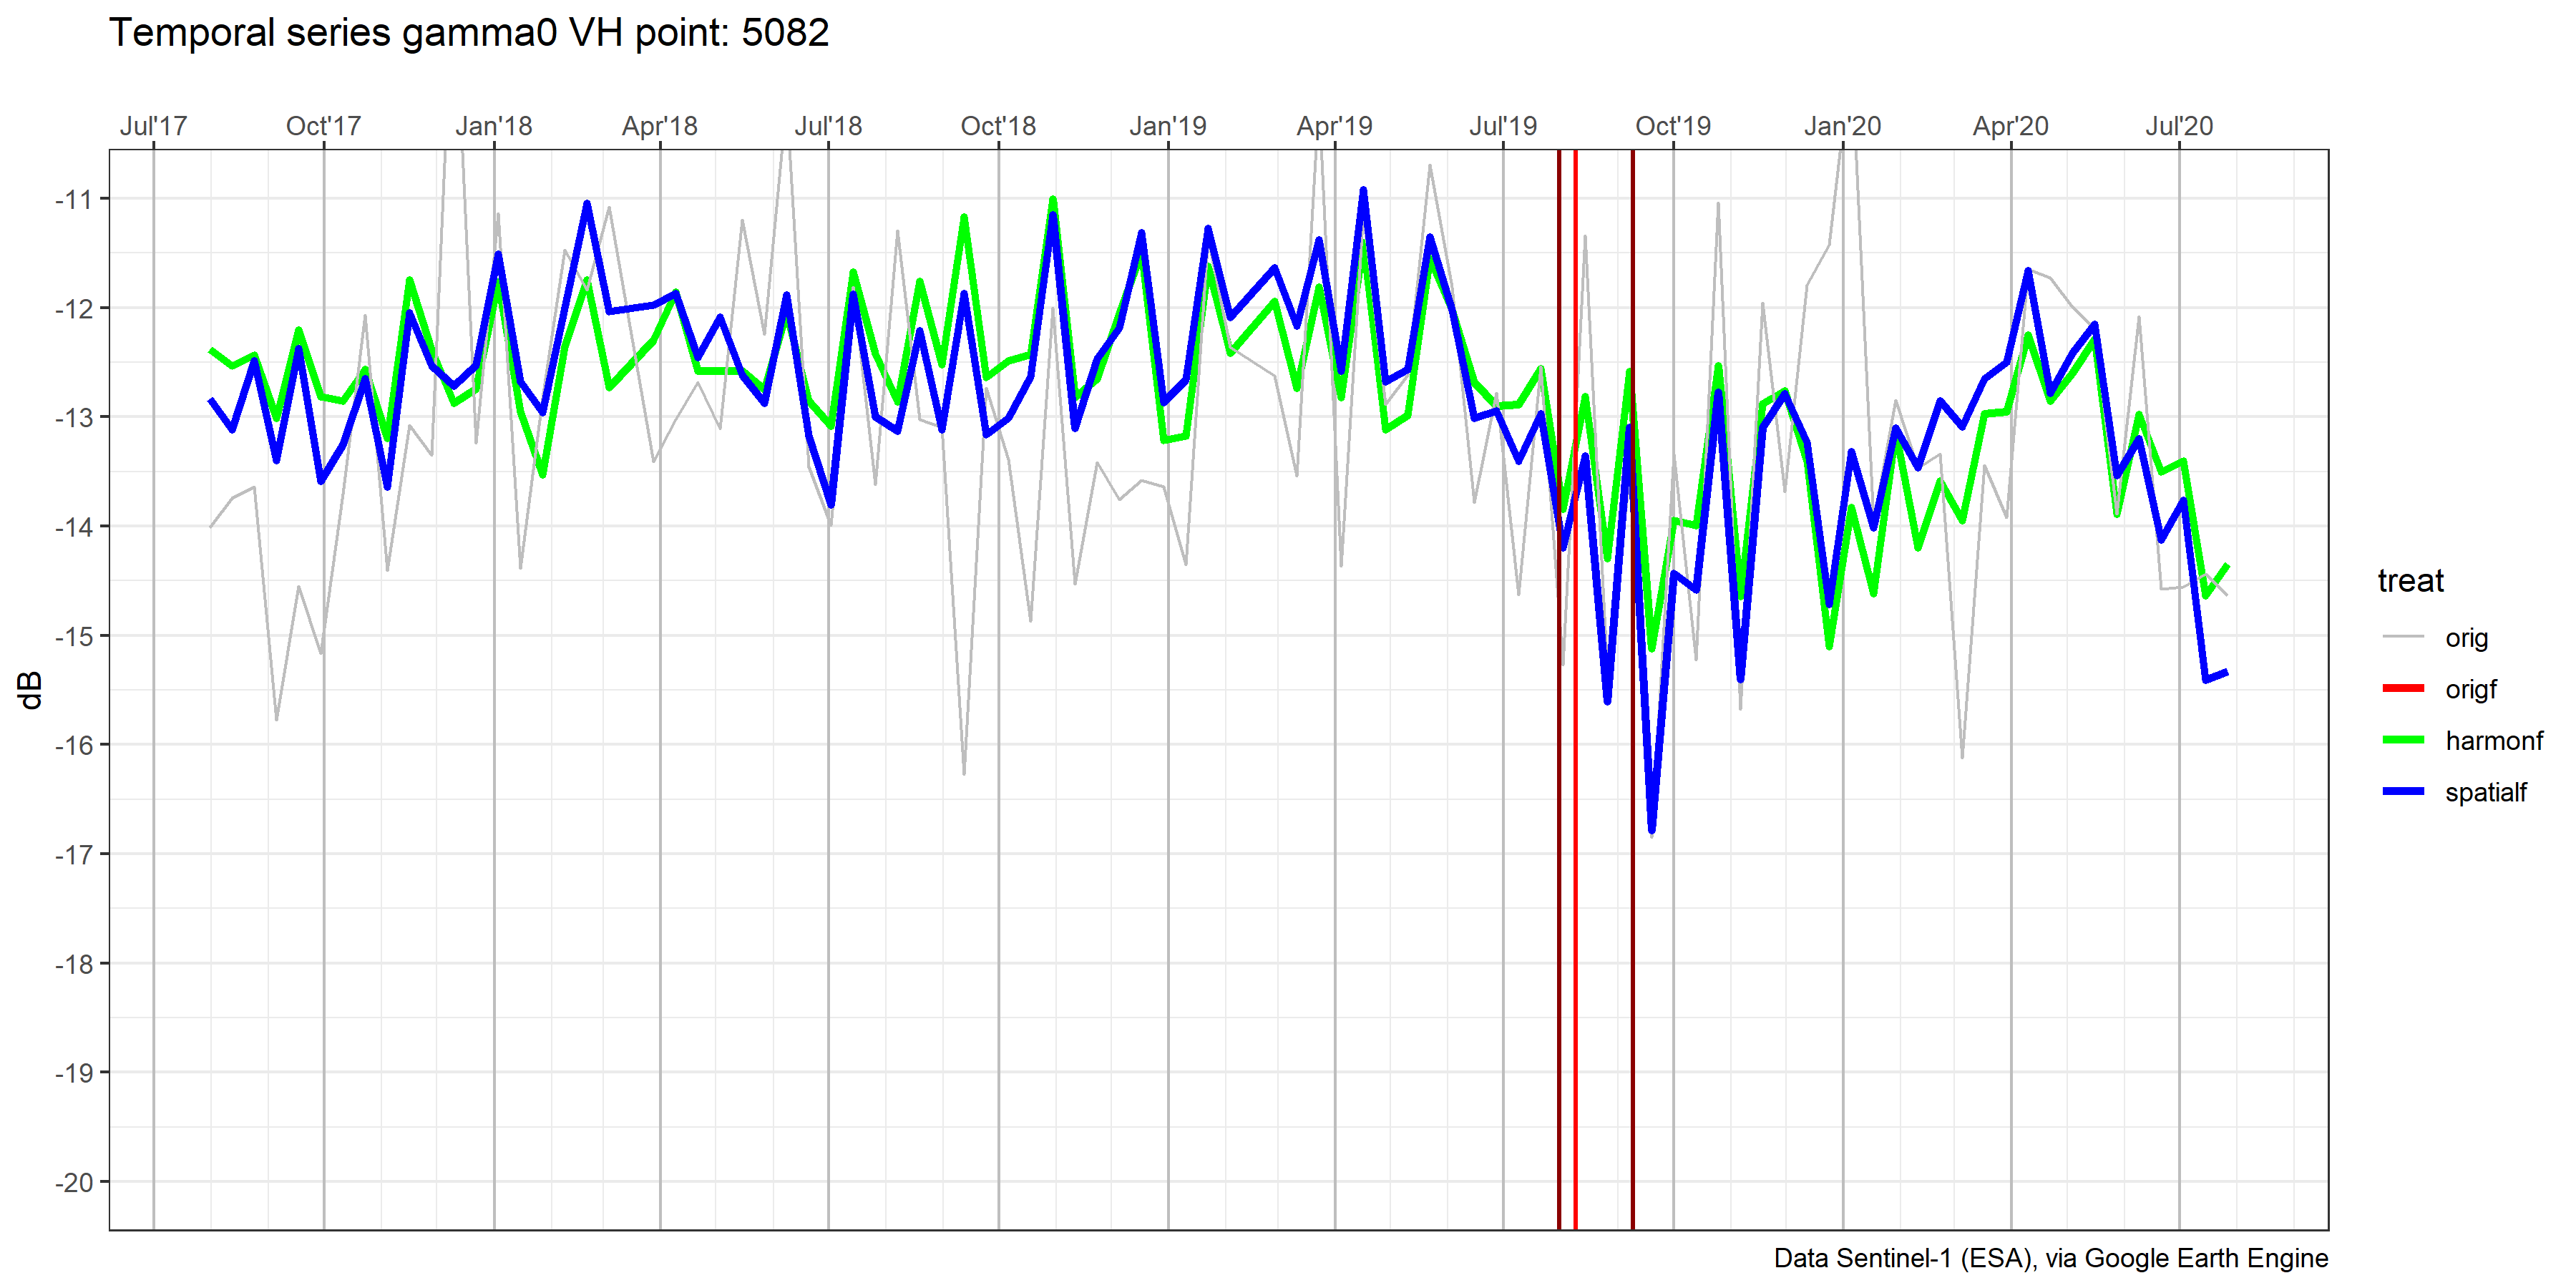 Temporal series gamma0 VH point: 5082
Jul'17 Oct'17 Jan'18 Apr'18 Jul'18 Oct'18 Jan'19 Apr'19 Jul'19 Oct'19 Jan'20 Apr'20 Jul'20
-11
-12
-13
-14
-15
-16
-17
-18
-19
-20
dB
treat
orig
origf
harmonf
spatialf
Data Sentinel-1 (ESA), via Google Earth Engine